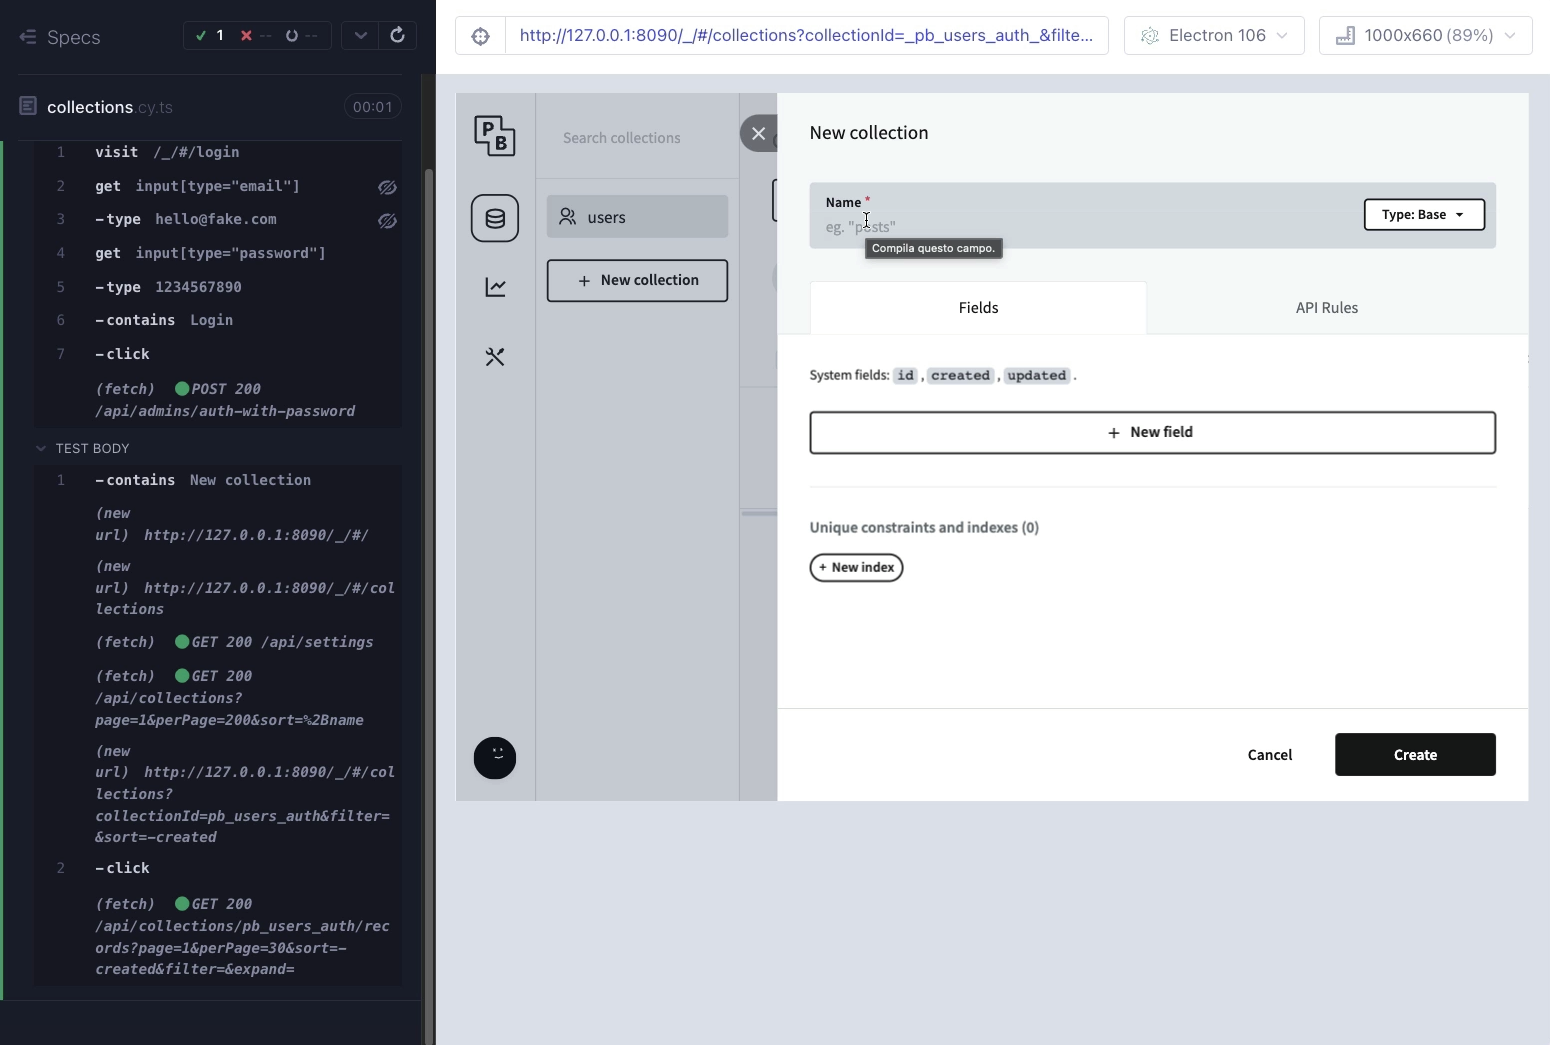 Specs
1
--
--
collections.cy.ts
00:01
1 visit /_/#/login
2 get input[type="email"]
3 -type hello@fake.com
4 get input[type="password"]
5 -type 1234567890
6 -contains Login
7 -click
(fetch) POST 200
/api/admins/auth-with-password
TEST BODY
1 -contains New collection
(new
url) http://127.0.0.1:8090/_/#/
(new
url) http://127.0.0.1:8090/_/#/col
lections
(fetch) GET 200 /api/settings
(fetch) GET 200
/api/collections?
page=1&perPage=200&sort=%2Bname
(new
url) http://127.0.0.1:8090/_/#/col
lections?
collectionId=pb_users_auth&filter=
&sort=-created
2 -click
(fetch) GET 200
/api/collections/pb_users_auth/rec
ords?page=1&perPage=30&sort=-
created&filter=&expand=
http://127.0.0.1:8090/_/#/collections?collectionId=_pb_users_auth_&filte...
Electron 106
1000x660 (89%)
PB
Search collections
users
+ New collection
New collection
Name *
eg. "posts"
Compila questo campo.
Type: Base
Fields
API Rules
System fields: id , created , updated .
+ New field
Unique constraints and indexes (0)
+ New index
Cancel
Create